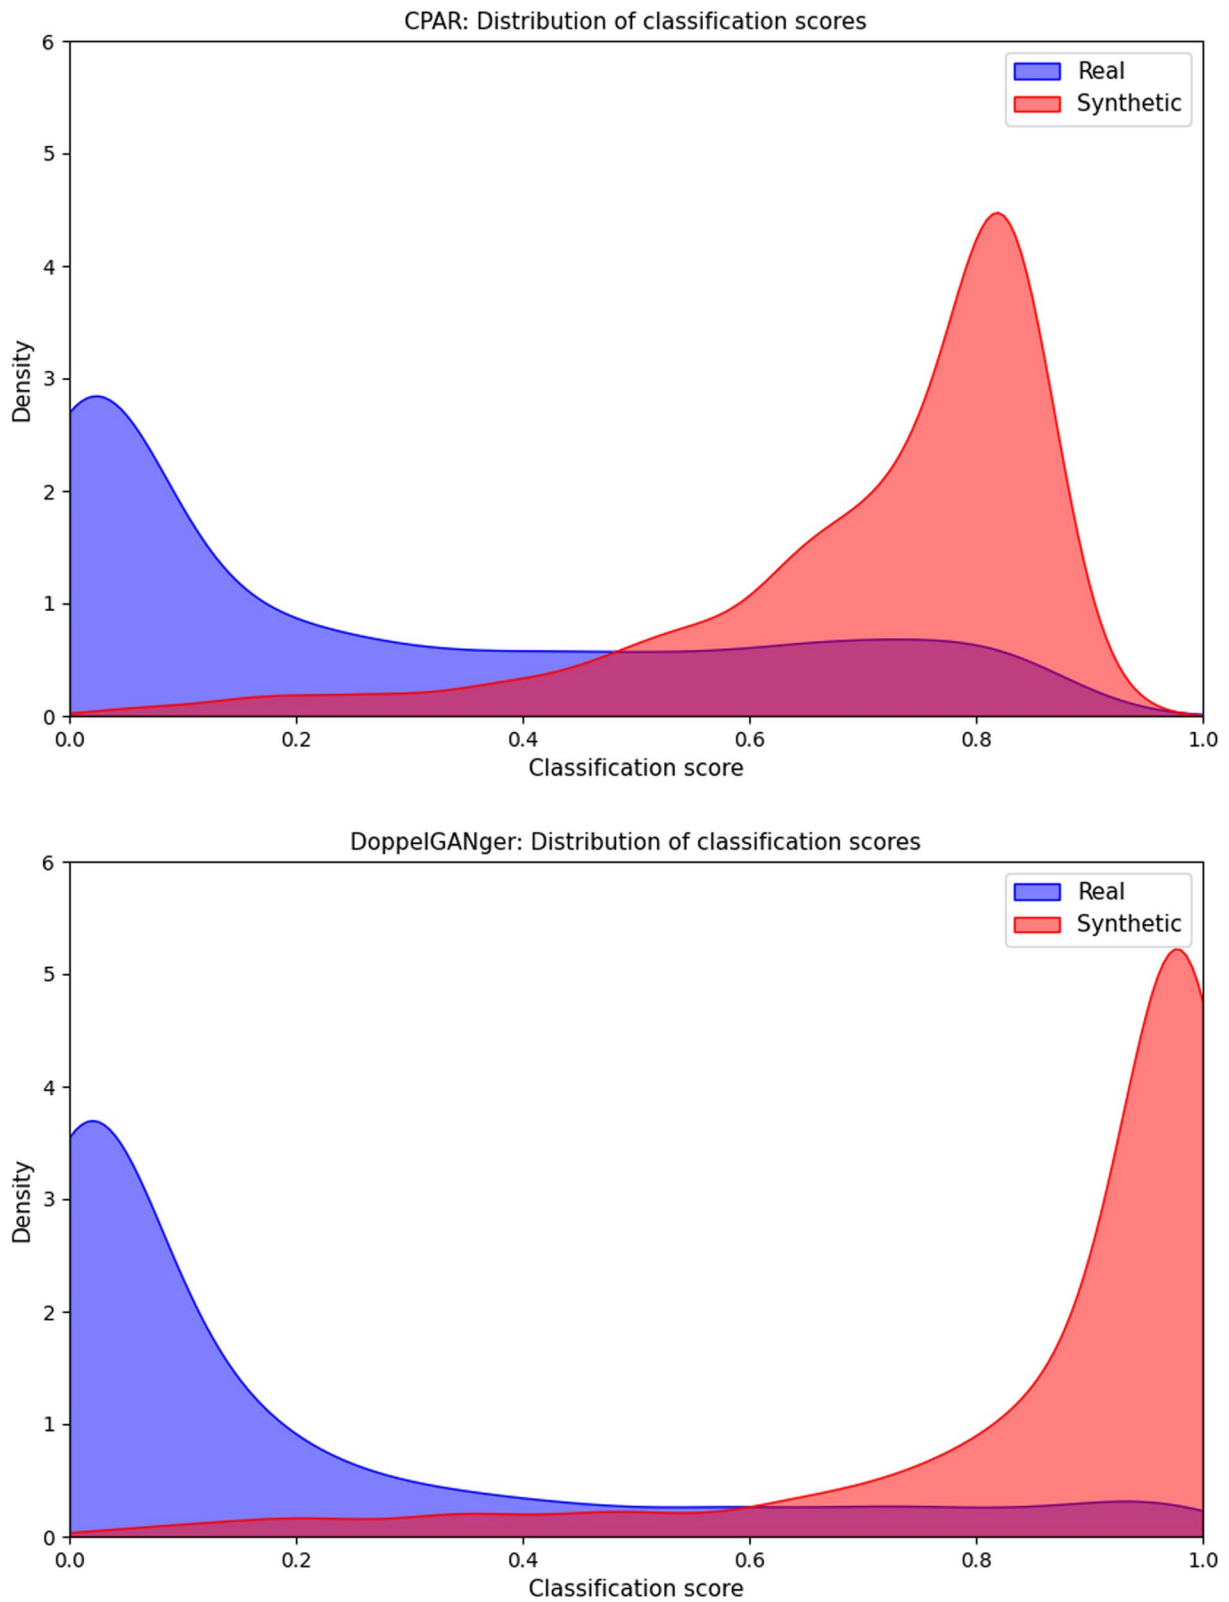 CPAR: Distribution of classification scores
Real
Synthetic
6
5
4
3
2
1
0
Density
0.0 0.2 0.4 0.6 0.8 1.0
Classification score
DoppelGANger: Distribution of classification scores
Real
Synthetic
6
5
4
3
2
1
0
Density
0.0 0.2 0.4 0.6 0.8 1.0
Classification score